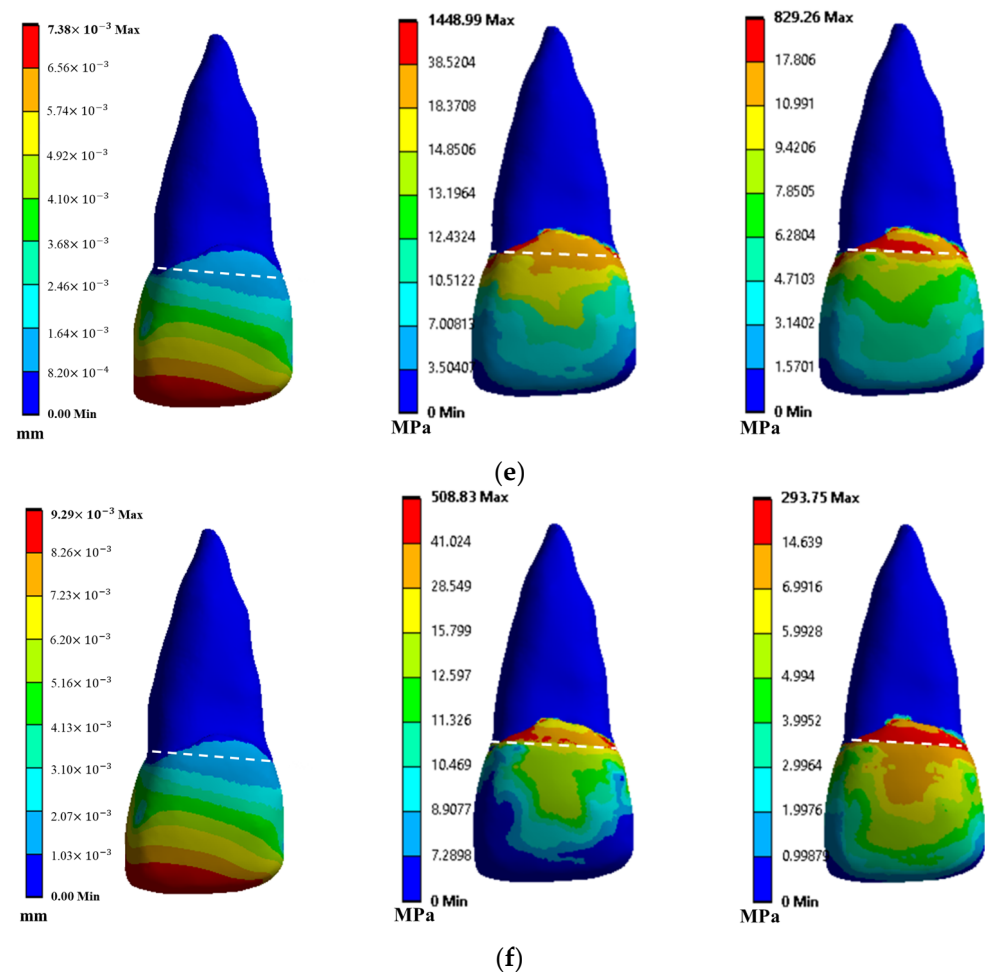 7.38× 10⁻³ Max
6.56× 10⁻³
5.74× 10⁻³
4.92× 10⁻³
4.10× 10⁻³
3.68× 10⁻³
2.46× 10⁻³
1.64× 10⁻³
8.20× 10⁻⁴
0.00 Min
mm
1448.99 Max
38.5204
18.3708
14.8506
13.1964
12.4324
10.5122
7.00813
3.50407
0 Min
MPa
829.26 Max
17.806
10.991
9.4206
7.8505
6.2804
4.7103
3.1402
1.5701
0 Min
MPa
(e)
9.29× 10⁻³ Max
8.26× 10⁻³
7.23× 10⁻³
6.20× 10⁻³
5.16× 10⁻³
4.13× 10⁻³
3.10× 10⁻³
2.07× 10⁻³
1.03× 10⁻³
0.00 Min
mm
508.83 Max
41.024
28.549
15.799
12.597
11.326
10.469
8.9077
7.2898
0 Min
MPa
293.75 Max
14.639
6.9916
5.9928
4.994
3.9952
2.9964
1.9976
0.99879
0 Min
MPa
(f)